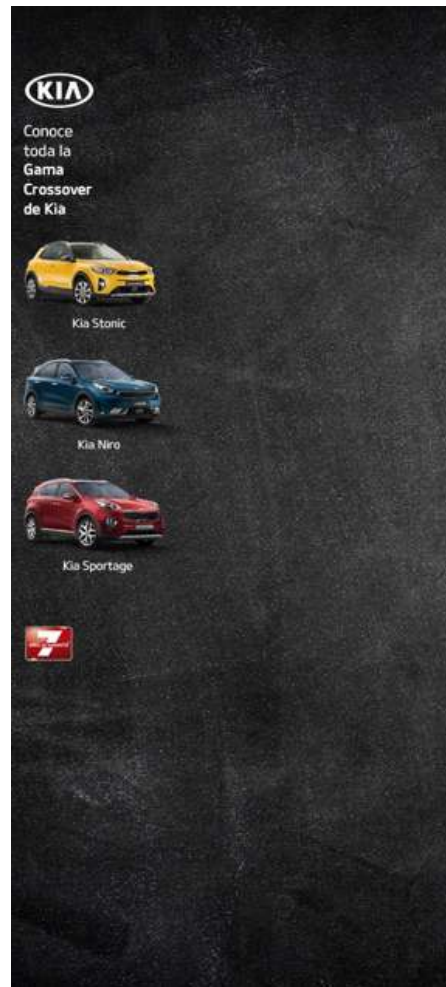 KIA
Conoce
toda la
Gama
Crossover
de Kia
Kia Stonic
Kia Niro
Kia Sportage
7